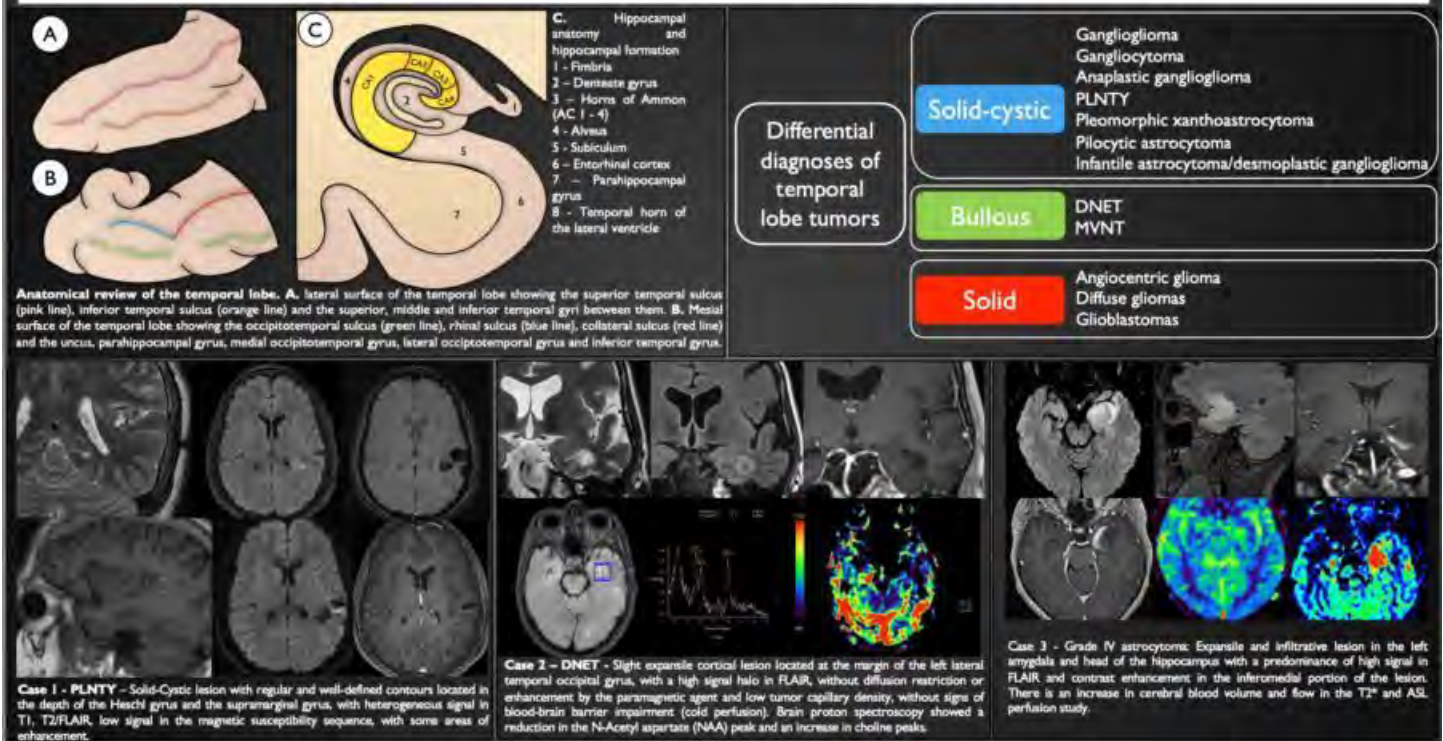 A
B
C
CA1
CA2
CA3
CA4
1
2
4
5
6
7
C. Hippocampal
anatomy and
hippocampal formation
1 - Fimbria
2 - Denteate gyrus
3 - Horns of Ammon
(AC 1 - 4)
4 - Alveus
5 - Subiculum
6 - Entorhinal cortex
7 - Parahippocampal
gyrus
8 - Temporal horn of
the lateral ventricle
Anatomical review of the temporal lobe. A. lateral surface of the temporal lobe showing the superior temporal sulcus
(pink line), inferior temporal sulcus (orange line) and the superior, middle and inferior temporal gyri between them. B. Mesial
surface of the temporal lobe showing the occipitotemporal sulcus (green line), rhinal sulcus (blue line), collateral sulcus (red line)
and the uncus, parahippocampal gyrus, medial occipitotemporal gyrus, lateral occiptotemporal gyrus and inferior temporal gyrus.
Differential
diagnoses of
temporal
lobe tumors
Solid-cystic
Ganglioglioma
Gangliocytoma
Anaplastic ganglioglioma
PLNTY
Pleomorphic xanthoastrocytoma
Pilocytic astrocytoma
Infantile astrocytoma/desmoplastic ganglioglioma
Bullous
DNET
MVNT
Solid
Angiocentric glioma
Diffuse gliomas
Glioblastomas
Case 1 - PLNTY – Solid-Cystic lesion with regular and well-defined contours located in
the depth of the Heschl gyrus and the supramarginal gyrus, with heterogeneous signal in
T1, T2/FLAIR, low signal in the magnetic susceptibility sequence, with some areas of
enhancement.
Case 2 – DNET - Slight expansile cortical lesion located at the margin of the left lateral
temporal occipital gyrus, with a high signal halo in FLAIR, without diffusion restriction or
enhancement by the paramagnetic agent and low tumor capillary density, without signs of
blood-brain barrier impairment (cold perfusion). Brain proton spectroscopy showed a
reduction in the N-Acetyl aspartate (NAA) peak and an increase in choline peaks.
Case 3 - Grade IV astrocytoma: Expansile and infiltrative lesion in the left
amygdala and head of the hippocampus with a predominance of high signal in
FLAIR and contrast enhancement in the inferomedial portion of the lesion.
There is an increase in cerebral blood volume and flow in the T2* and ASL
perfusion study.